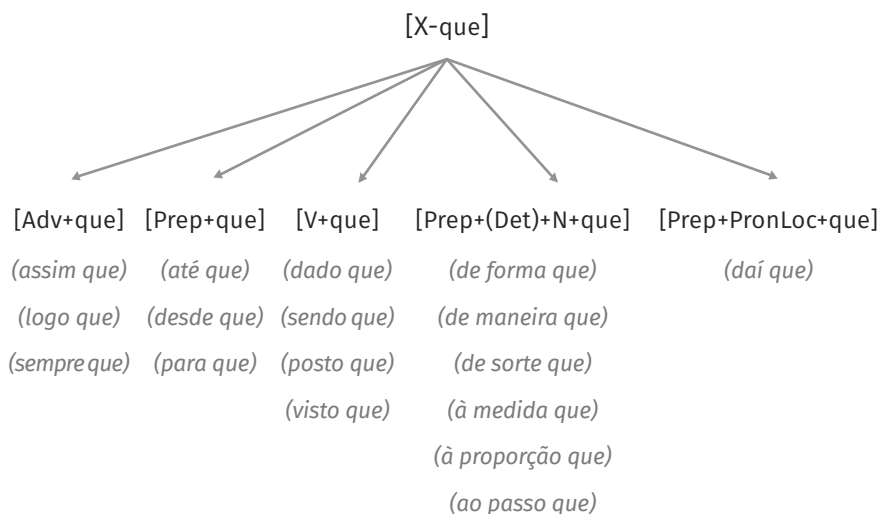 [X-que]
[Adv+que] [Prep+que] [V+que] [Prep+(Det)+N+que] [Prep+PronLoc+que]
(assim que) (até que) (dado que) (de forma que) (daí que)
(logo que) (desde que) (sendo que) (de maneira que)
(sempre que) (para que) (posto que) (de sorte que)
(visto que) (à medida que)
(à proporção que)
(ao passo que)